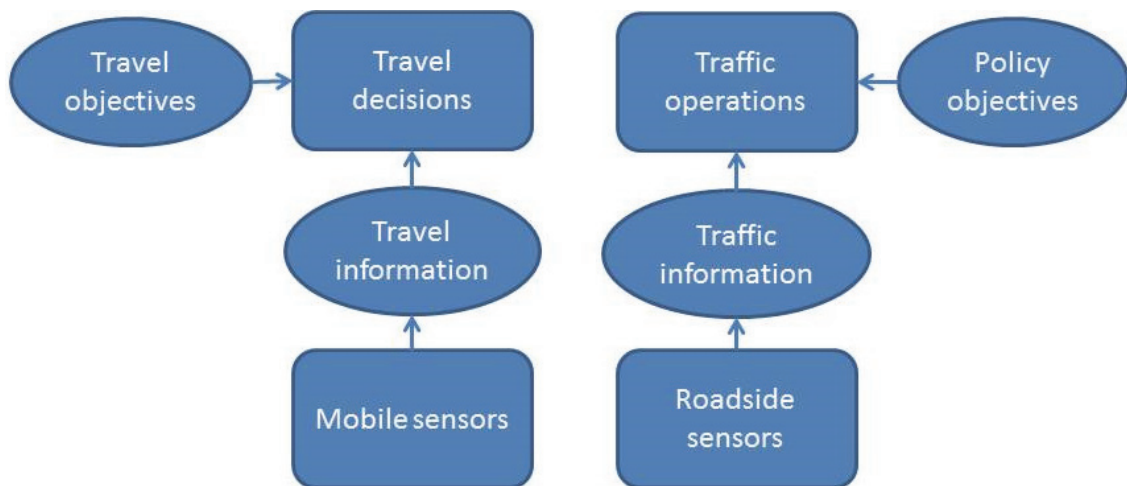 Travel
objectives
Travel
decisions
Traffic
operations
Policy
objectives
Travel
information
Traffic
information
Mobile sensors
Roadside
sensors